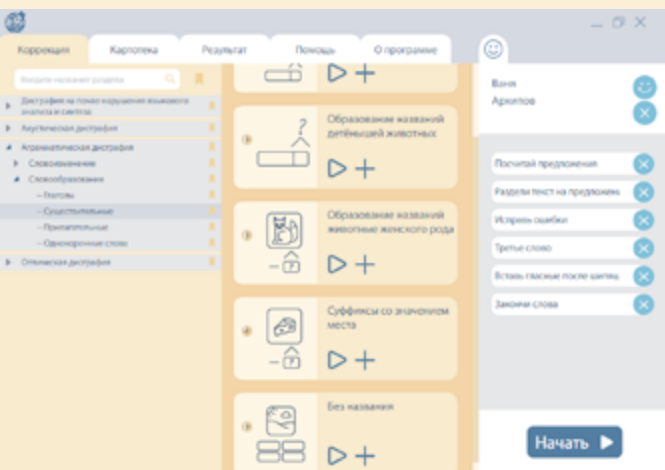 Коррекция
Картотека
Результат
Помощь
О программе
Введите название раздела
Дисграфия на почве нарушения языкового
анализа и синтеза
Акустическая дисграфия
Аграмматическая дисграфия
Словоизменение
Словообразование
Глаголы
Существительные
Прилагательные
Однокоренные слова
Оптическая дисграфия
Образование названий
детёнышей животных
Образование названий
животные женского рода
Суффиксы со значением
места
Без названия
Ваня
Архипов
Посчитай предложения
Раздели текст на предложень
Исправь ошибки
Третье слово
Вставь гласные после шипящ
Закончи слова
Начать